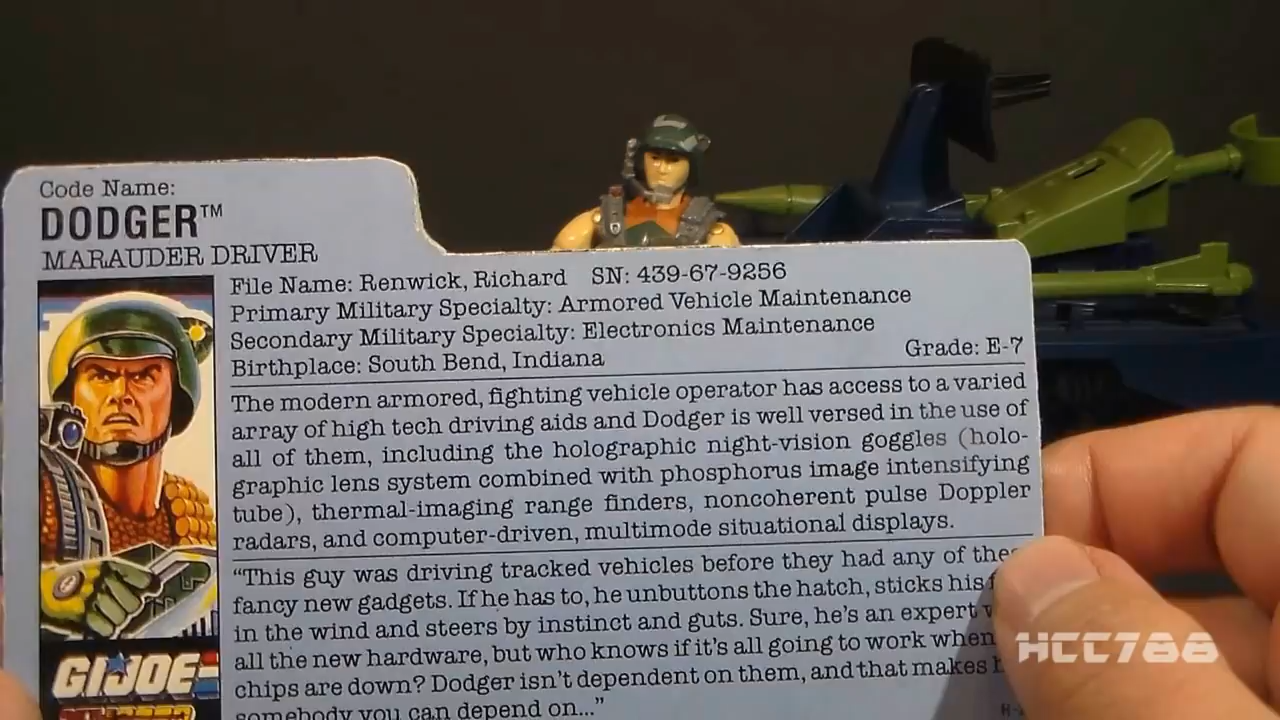 Code Name:
DODGER™
MARAUDER DRIVER
File Name: Renwick, Richard SN: 439-67-9256
Primary Military Specialty: Armored Vehicle Maintenance
Secondary Military Specialty: Electronics Maintenance
Birthplace: South Bend, Indiana Grade: E-7
The modern armored, fighting vehicle operator has access to a varied
array of high tech driving aids and Dodger is well versed in the use of
all of them, including the holographic night-vision goggles (holo-
graphic lens system combined with phosphorus image intensifying
tube), thermal-imaging range finders, noncoherent pulse Doppler
radars, and computer-driven, multimode situational displays.
"This guy was driving tracked vehicles before they had any of
fancy new gadgets. If he has to, he unbuttons the hatch, sticks his
in the wind and steers by instinct and guts. Sure, he's an expert
all the new hardware, but who knows if it's all going to work when
chips are down? Dodger isn't dependent on them, and that makes
somebody you can depend on..."
GI JOE
HCC788